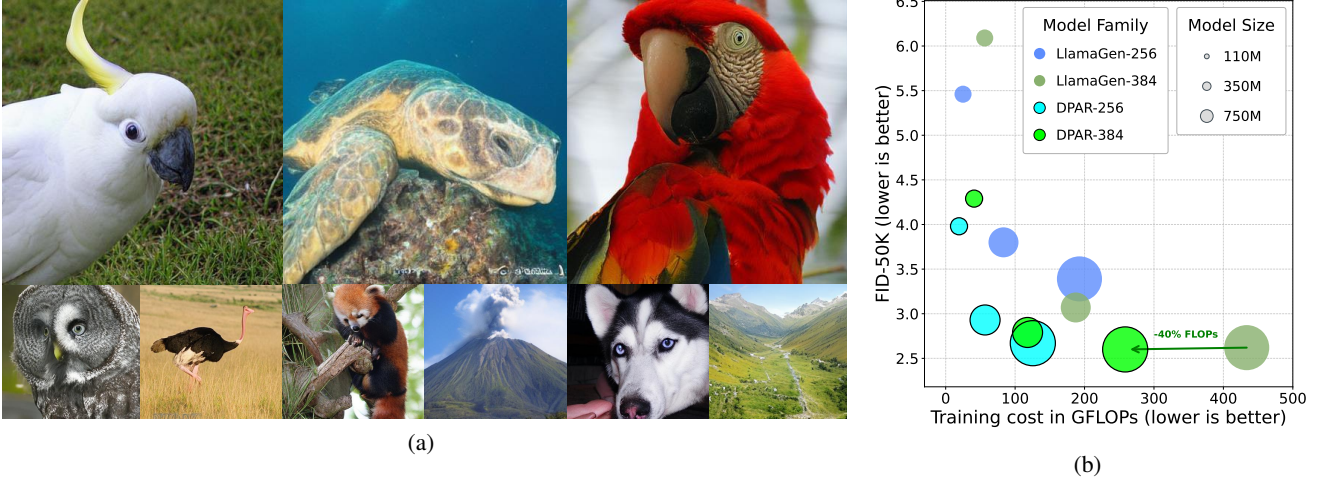 6.5
6.0
5.5
5.0
4.5
4.0
3.5
3.0
2.5
FID-50K (lower is better)
Model Family
LlamaGen-256
LlamaGen-384
DPAR-256
DPAR-384
Model Size
110M
350M
750M
-40% FLOPs
0 100 200 300 400 500
Training cost in GFLOPs (lower is better)
(a)
(b)